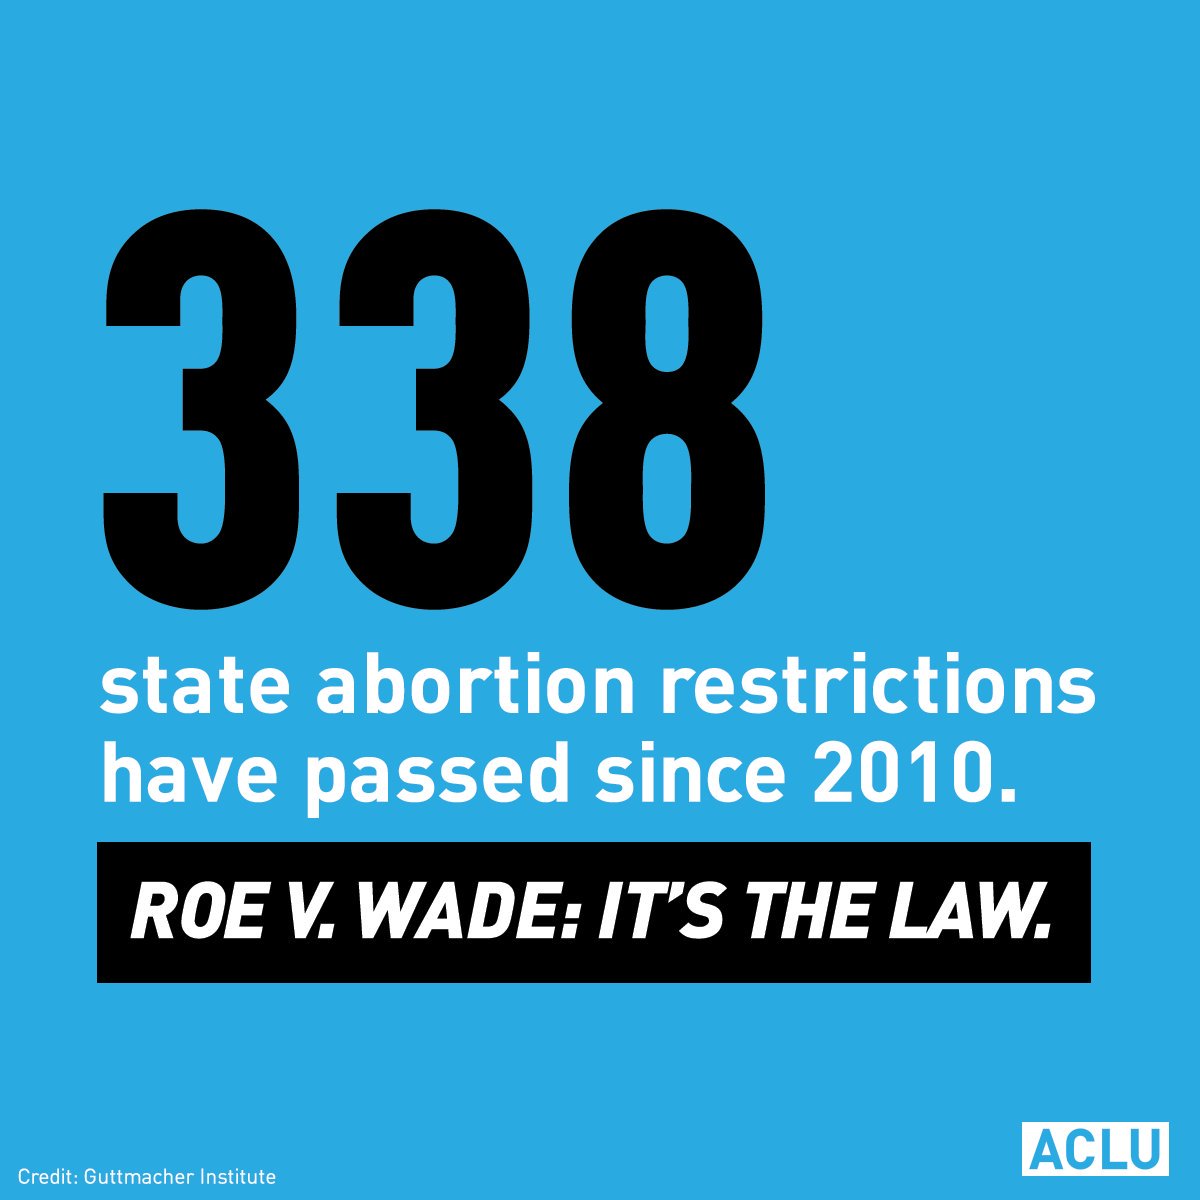 338
state abortion restrictions
have passed since 2010.
ROE V. WADE: IT'S THE LAW.
ACLU
Credit: Guttmacher Institute